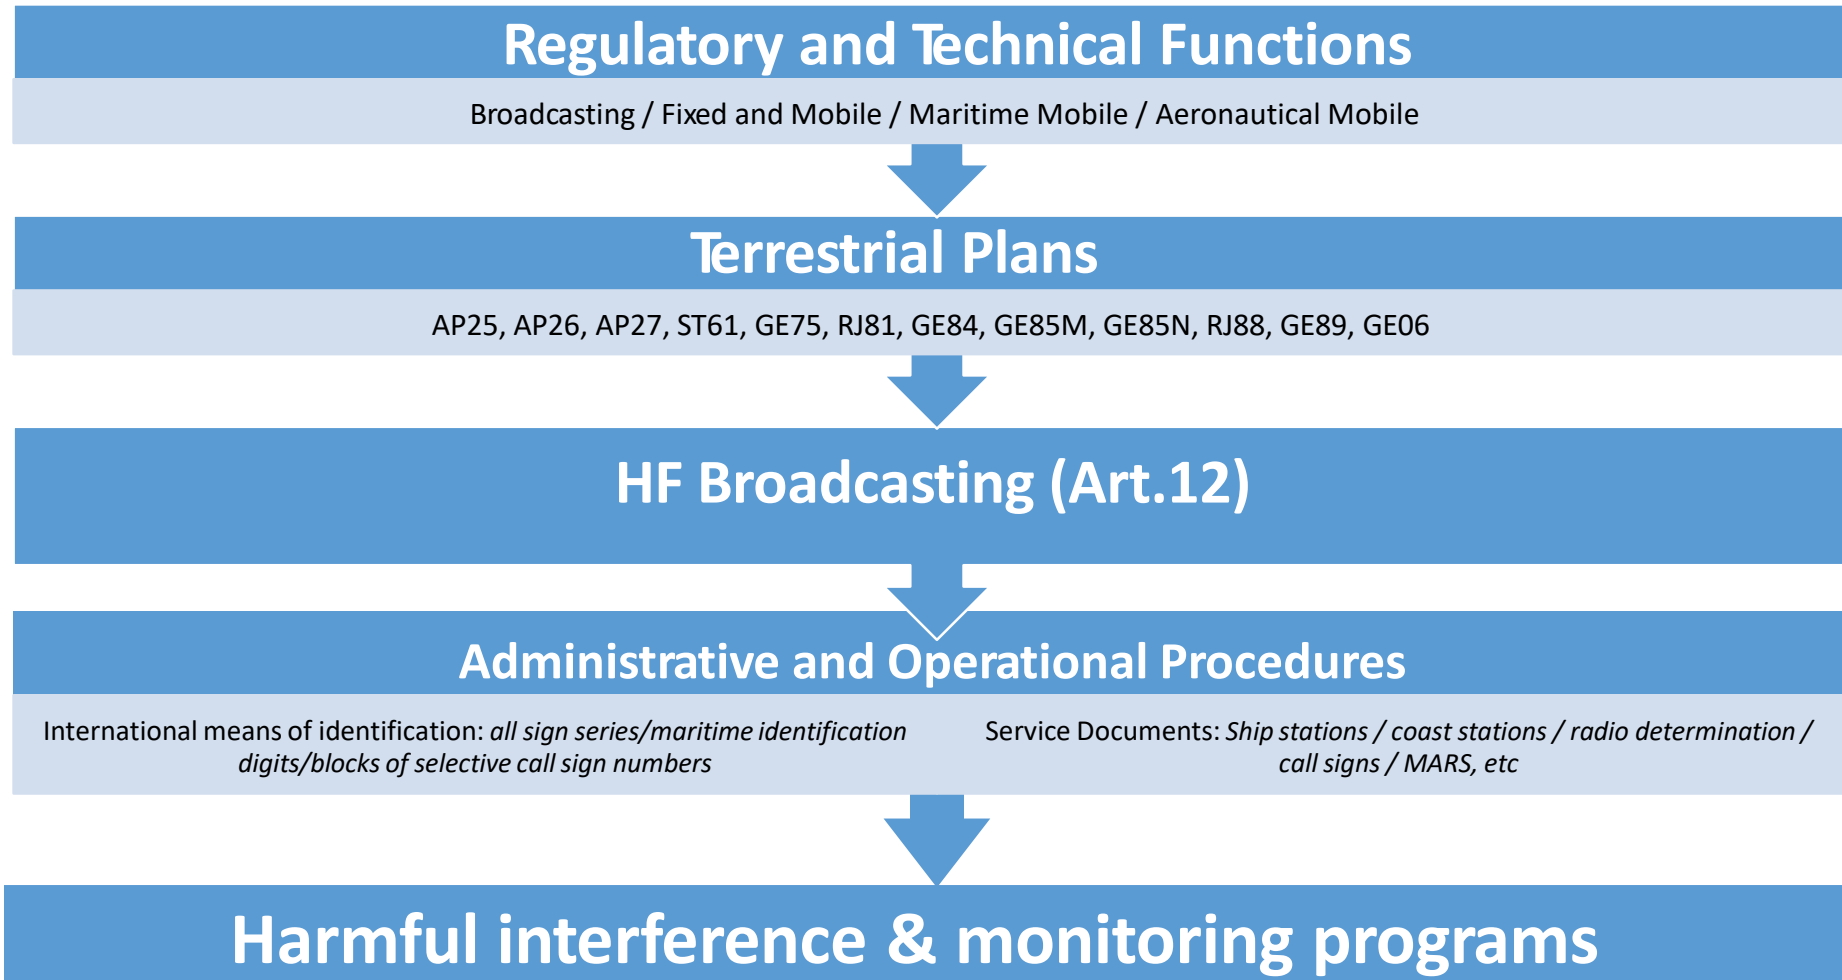 Regulatory and Technical Functions
Broadcasting / Fixed and Mobile / Maritime Mobile / Aeronautical Mobile
Terrestrial Plans
AP25, AP26, AP27, ST61, GE75, RJ81, GE84, GE85M, GE85N, RJ88, GE89, GE06
HF Broadcasting (Art.12)
Administrative and Operational Procedures
International means of identification: all sign series/maritime identification
digits/blocks of selective call sign numbers
Service Documents: Ship stations / coast stations / radio determination /
call signs / MARS, etc
Harmful interference & monitoring programs